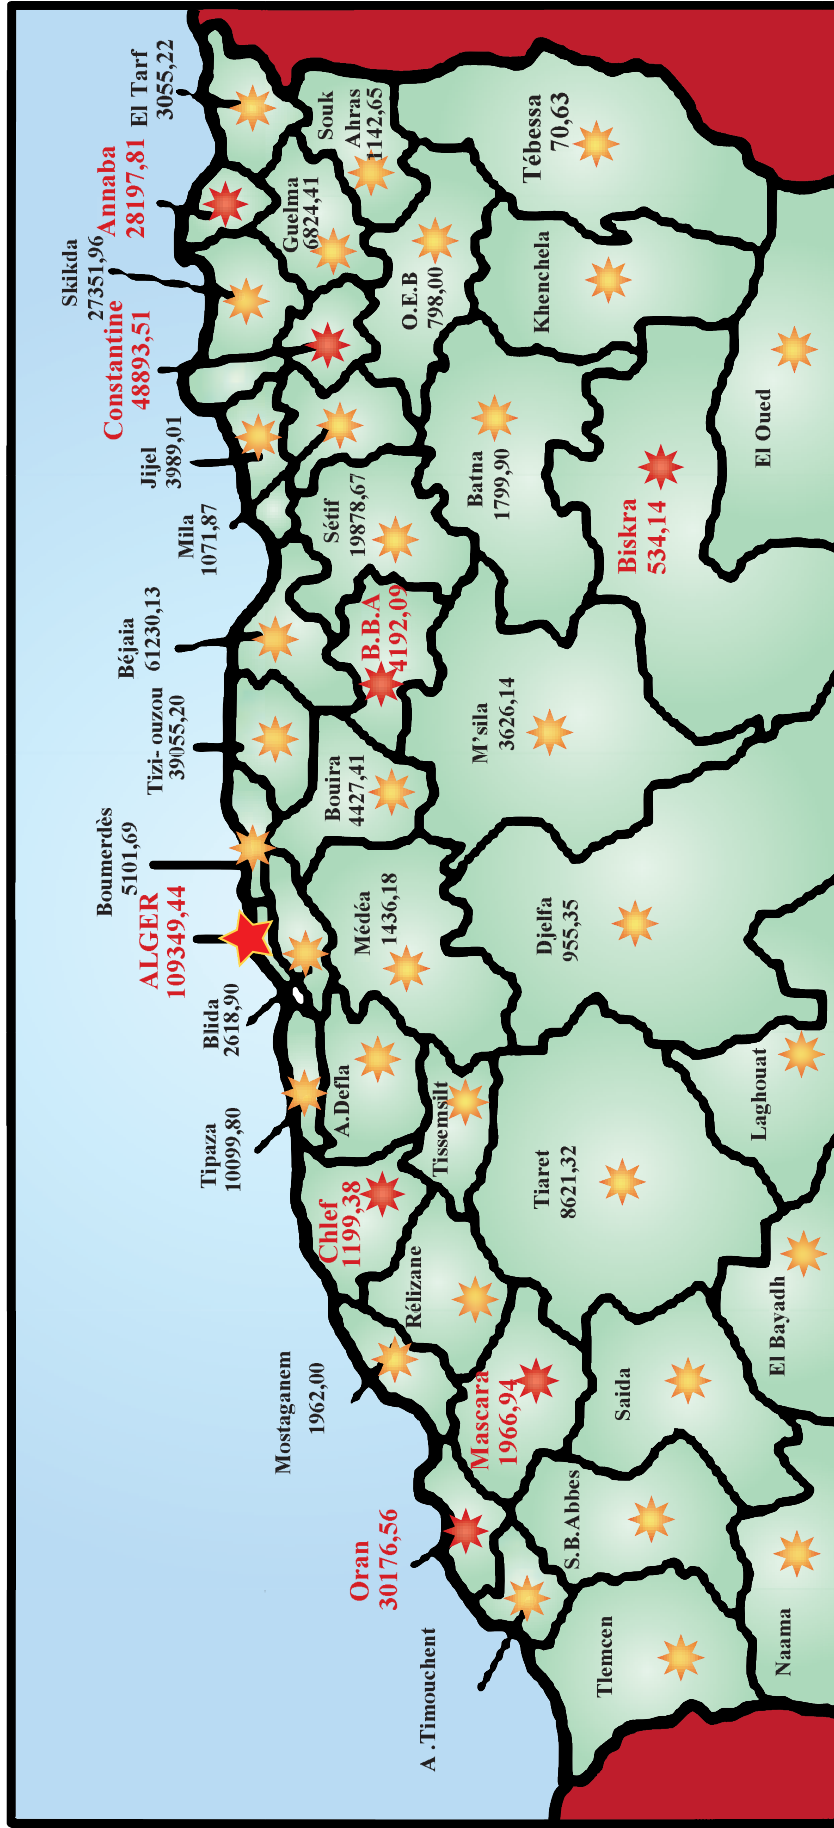 A .Timouchent
Oran
30176,56
Mostaganem
1962,00
Tipaza
10099,80
Blida
2618,90
ALGER
109349,44
Boumerdès
5101,69
Tizi- ouzou
39055,20
Béjaia
61230,13
Mila
1071,87
Jijel
3989,01
Constantine
48893,51
Skikda
27351,96
Annaba
28197,81
El Tarf
3055,22
Chlef
1199,38
A.Defla
Bouira
4427,41
B.B.A
4192,09
Sétif
19878,67
Guelma
6824,41
Souk
Ahras
1142,65
Rélizane
Tissemsilt
Médéa
1436,18
O.E.B
798,00
Mascara
1966,94
M'sila
3626,14
Batna
1799,90
Khenchela
Tébessa
70,63
Tlemcen
S.B.Abbes
Saida
Tiaret
8621,32
Djelfa
955,35
Biskra
534,14
Naama
El Bayadh
Laghouat
El Oued